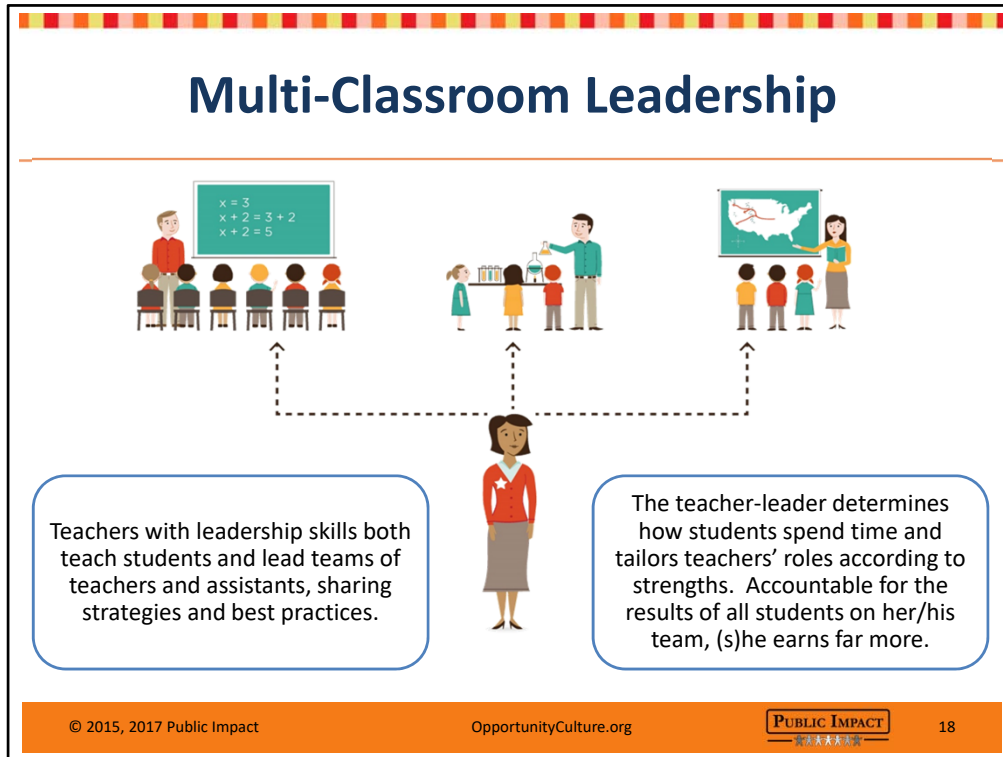 Multi-Classroom Leadership
x = 3
x + 2 = 3 + 2
x + 2 = 5
Teachers with leadership skills both
teach students and lead teams of
teachers and assistants, sharing
strategies and best practices.
The teacher-leader determines
how students spend time and
tailors teachers’ roles according to
strengths.  Accountable for the
results of all students on her/his
team, (s)he earns far more.
© 2015, 2017 Public Impact
OpportunityCulture.org
PUBLIC IMPACT
18